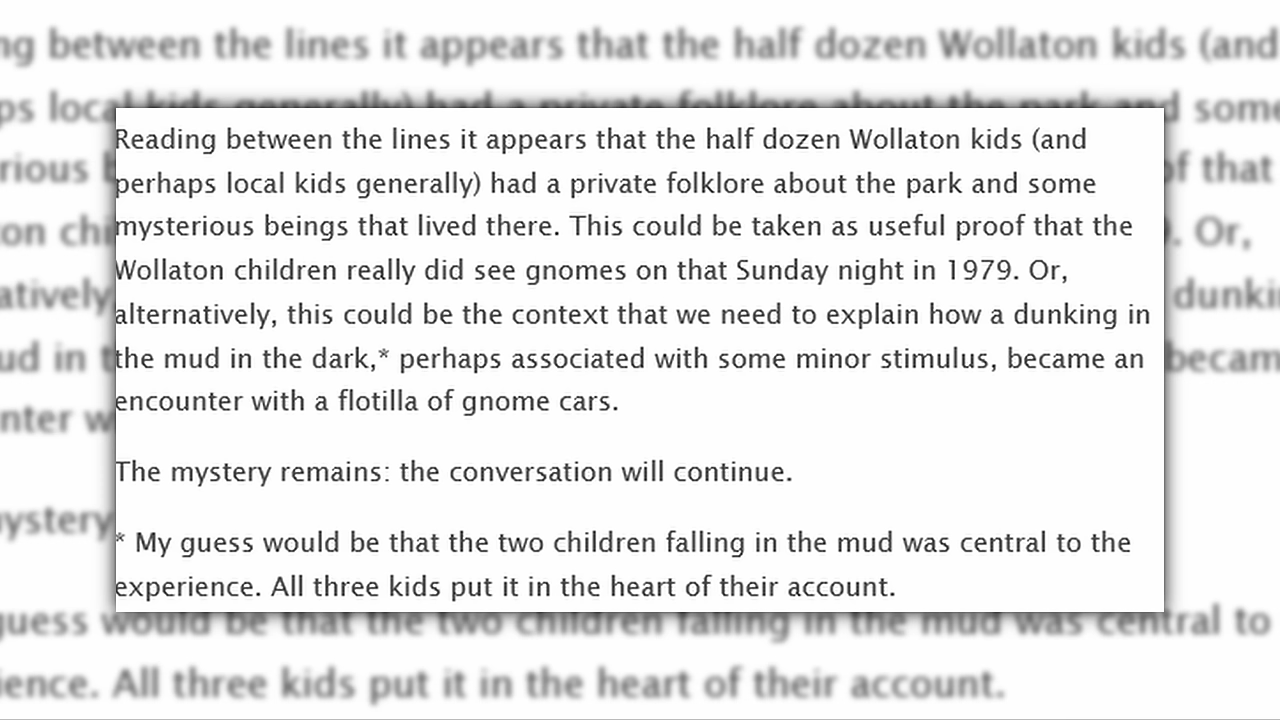 Reading between the lines it appears that the half dozen Wollaton kids (and
perhaps local kids generally) had a private folklore about the park and some
mysterious beings that lived there. This could be taken as useful proof that the
Wollaton children really did see gnomes on that Sunday night in 1979. Or,
alternatively, this could be the context that we need to explain how a dunking in
the mud in the dark,* perhaps associated with some minor stimulus, became an
encounter with a flotilla of gnome cars.
The mystery remains: the conversation will continue.
* My guess would be that the two children falling in the mud was central to the
experience. All three kids put it in the heart of their account.